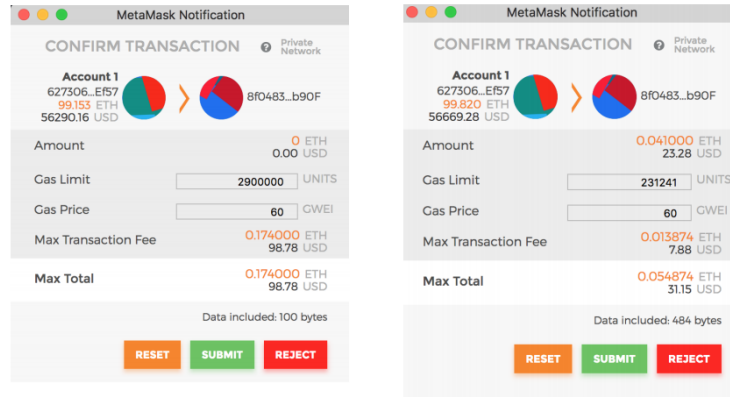 MetaMask Notification
CONFIRM TRANSACTION
Private
Network
Account 1
627306...Ef57
99.153 ETH
56290.16 USD
8f0483...b90F
Amount
0 ETH
0.00 USD
Gas Limit
2900000 UNITS
Gas Price
60 GWEI
Max Transaction Fee
0.174000 ETH
98.78 USD
Max Total
0.174000 ETH
98.78 USD
Data included: 100 bytes
RESET SUBMIT REJECT
MetaMask Notification
CONFIRM TRANSACTION
Private
Network
Account 1
627306...Ef57
99.820 ETH
56669.28 USD
8f0483...b90F
Amount
0.041000 ETH
23.28 USD
Gas Limit
231241 UNITS
Gas Price
60 GWEI
Max Transaction Fee
0.013874 ETH
7.88 USD
Max Total
0.054874 ETH
31.15 USD
Data included: 484 bytes
RESET SUBMIT REJECT